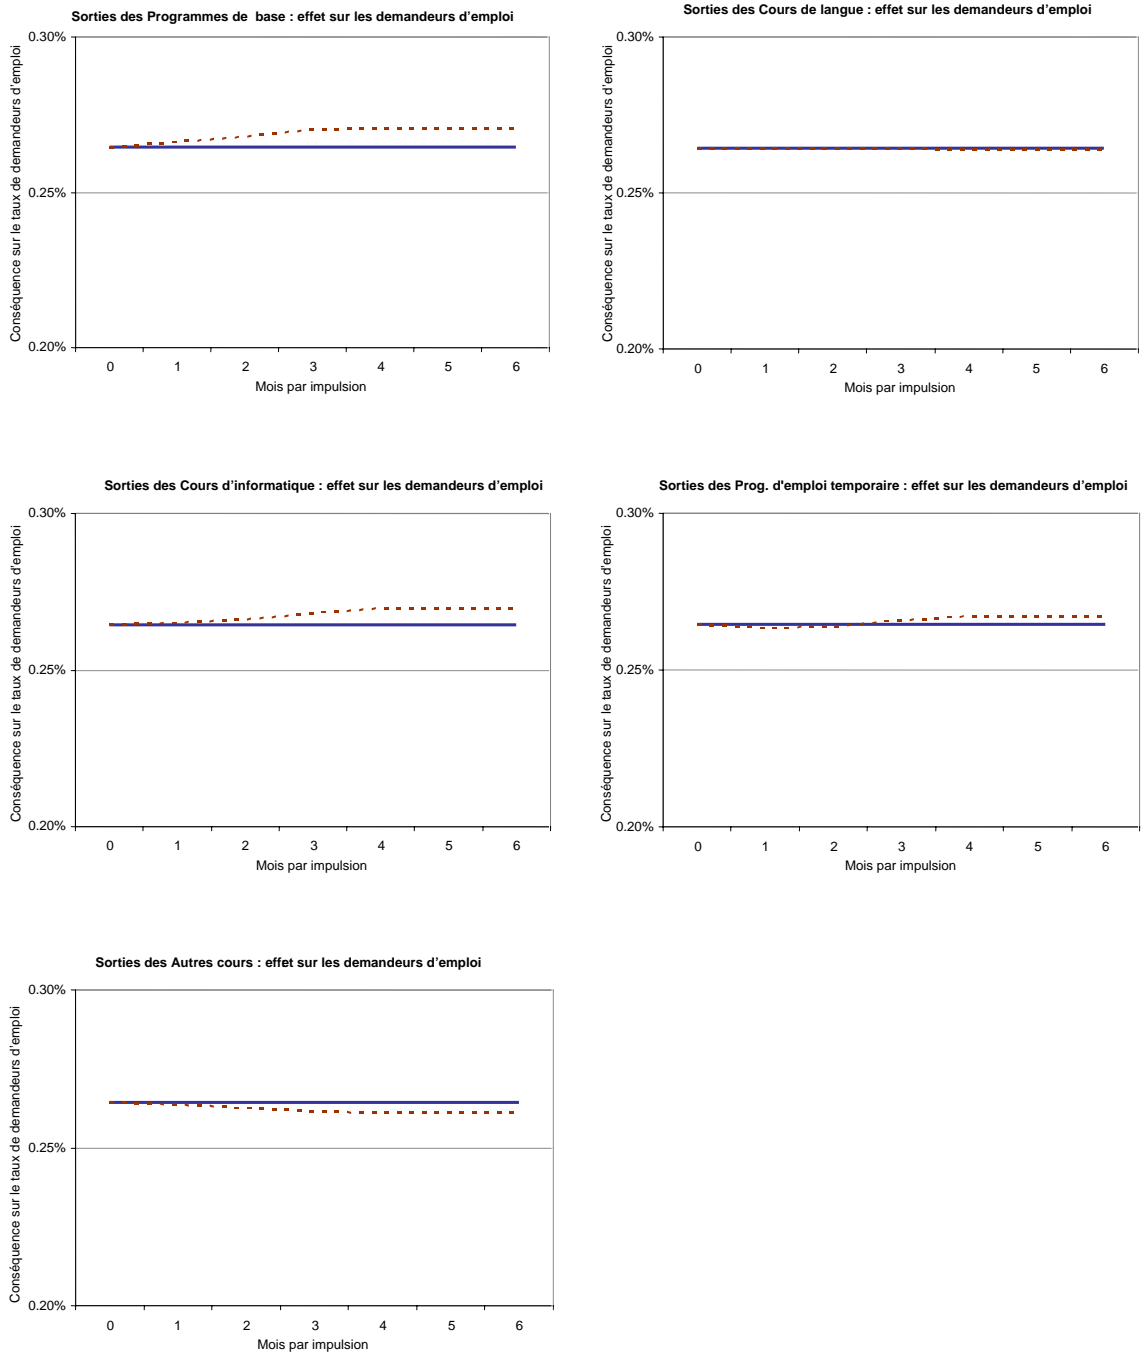 Sorties des Programmes de base : effet sur les demandeurs d’emploi
Conséquence sur le taux de demandeurs d’emploi
0.30%
0.25%
0.20%
0 1 2 3 4 5 6
Mois par impulsion
Sorties des Cours de langue : effet sur les demandeurs d’emploi
Conséquence sur le taux de demandeurs d’emploi
0.30%
0.25%
0.20%
0 1 2 3 4 5 6
Mois par impulsion
Sorties des Cours d’informatique : effet sur les demandeurs d’emploi
Conséquence sur le taux de demandeurs d'emploi
0.30%
0.25%
0.20%
0 1 2 3 4 5 6
Mois par impulsion
Sorties des Prog. d'emploi temporaire : effet sur les demandeurs d’emploi
Conséquence sur le taux de demandeurs d’emploi
0.30%
0.25%
0.20%
0 1 2 3 4 5 6
Mois par impulsion
Sorties des Autres cours : effet sur les demandeurs d’emploi
Conséquence sur le taux de demandeurs d’emploi
0.30%
0.25%
0.20%
0 1 2 3 4 5 6
Mois par impulsion